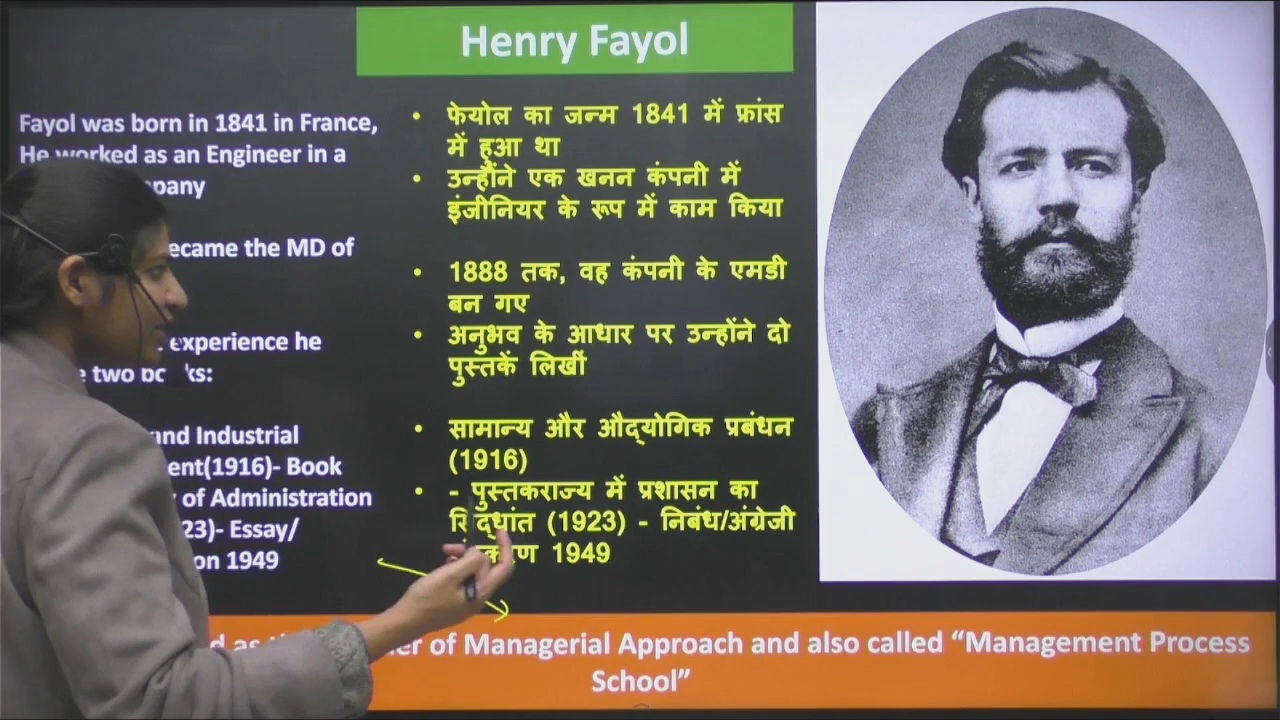 Henry Fayol
Fayol was born in 1841 in France,
He worked as an Engineer in a
ecame the MD of
experience he
two
and Industrial
ent(1916)- Book
of Administration
23)- Essay/
on 1949
• फेयोल का जन्म 1841 में फ्रांस
में हुआ था
• उन्होंने एक खनन कंपनी में
इंजीनियर के रूप में काम किया
• 1888 तक, वह कंपनी के एमडी
बन गए
• अनुभव के आधार पर उन्होंने दो
पुस्तकें लिखीं
• सामान्य और औद्योगिक प्रबंधन
(1916)
• - पुस्तकराज्य में प्रशासन का
(1923) - निबंध/अंग्रेजी
1949
of Managerial Approach and also called “Management Process
School”